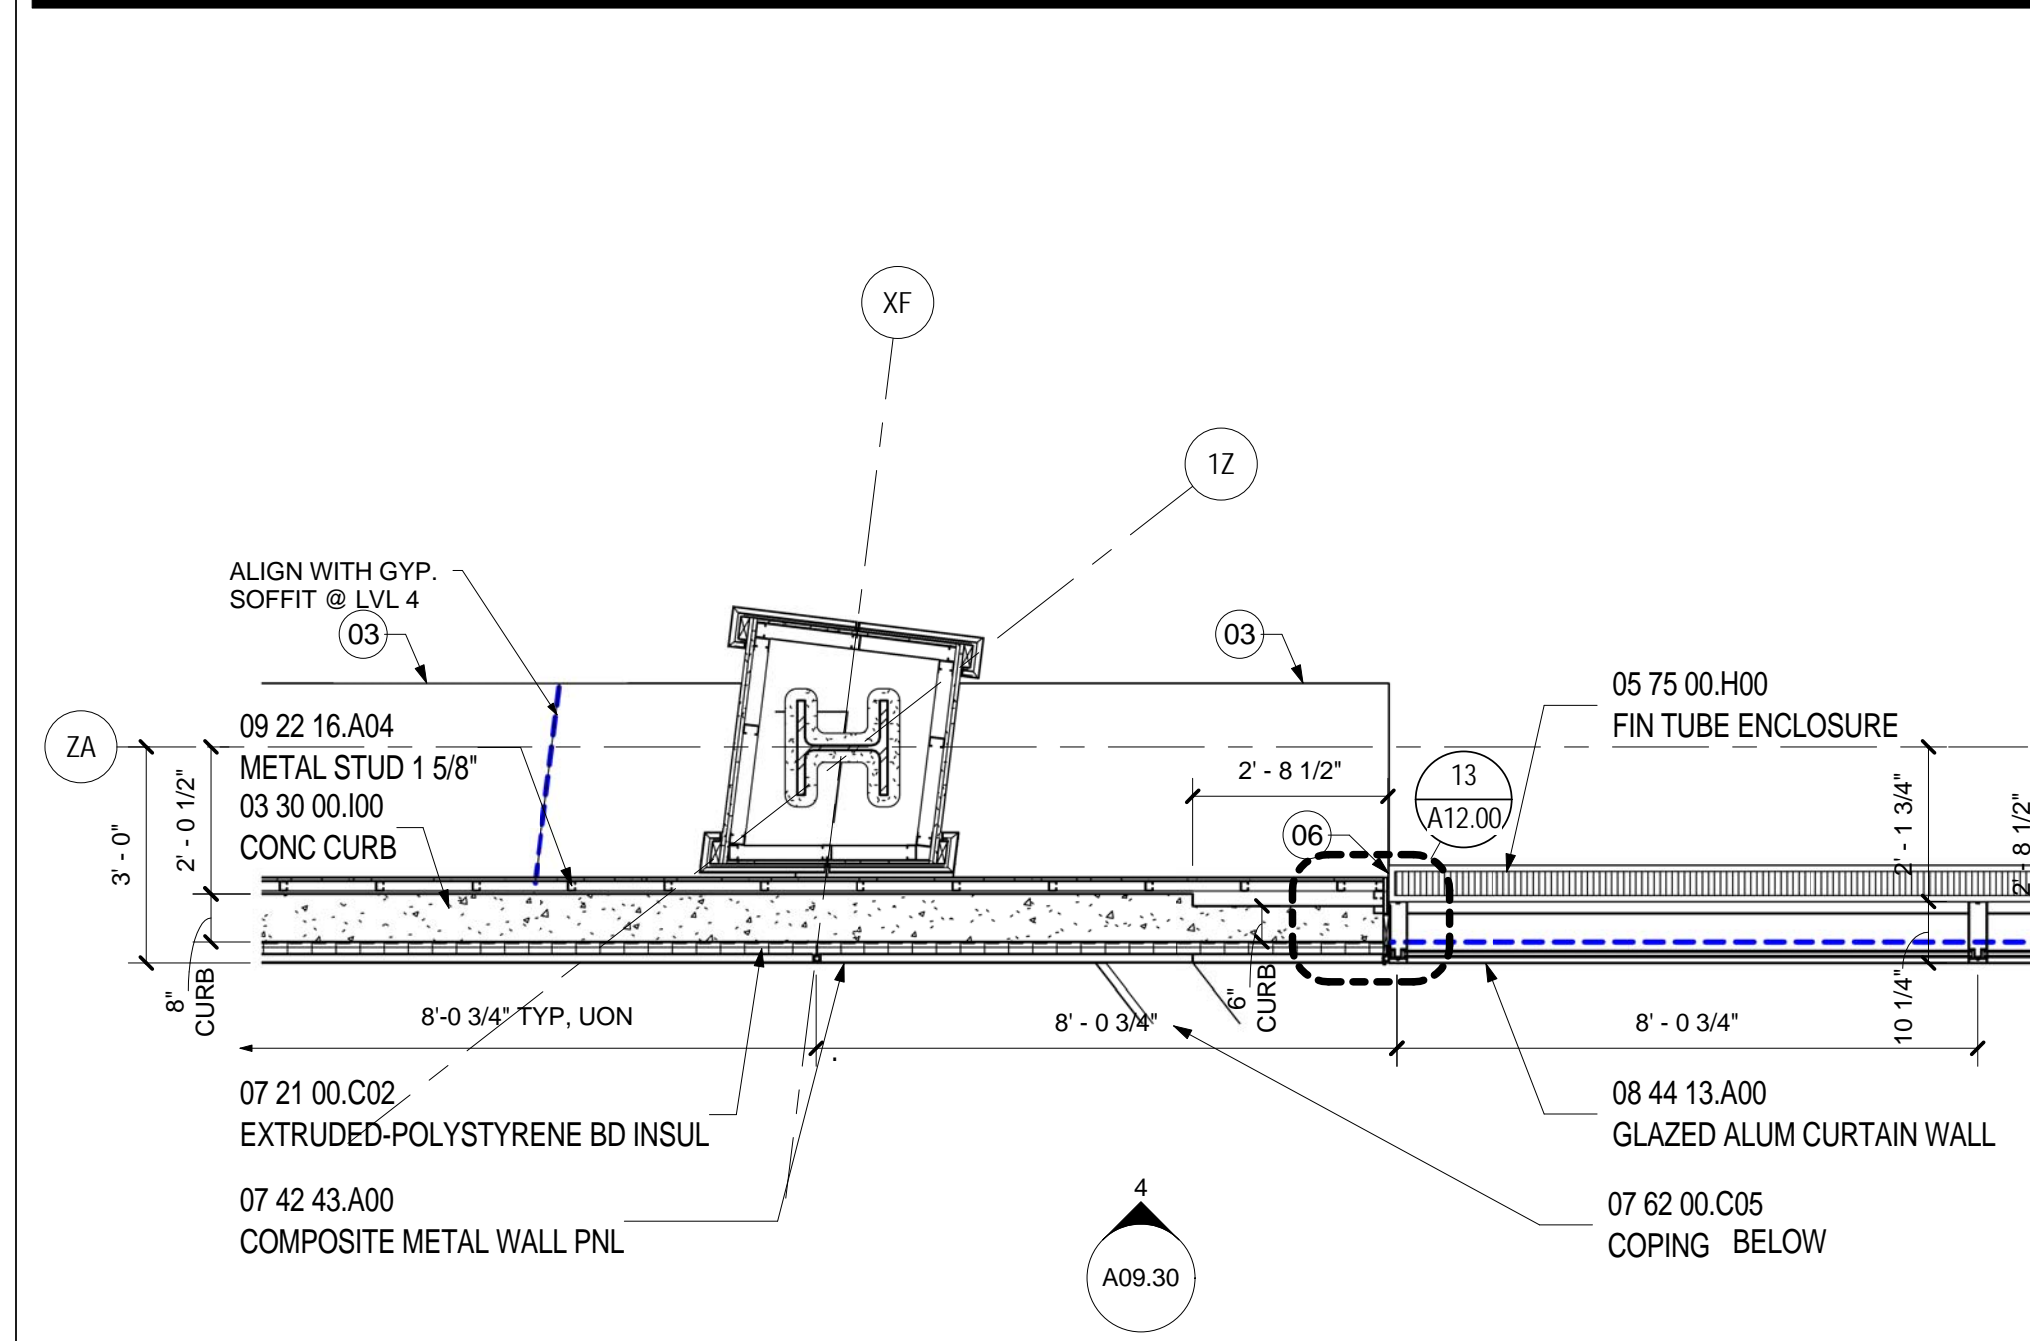 XF
1Z
ALIGN WITH GYP.
SOFFIT @ LVL 4
03
03
05 75 00.H00
FIN TUBE ENCLOSURE
ZA
09 22 16.A04
METAL STUD 1 5/8"
03 30 00.I00
CONC CURB
3' - 0"
2' - 0 1/2"
2' - 8 1/2"
13
A12.00
06
2' - 1 3/4"
2' - 8 1/2"
8"
CURB
6"
CURB
10 1/4"
8'-0 3/4" TYP, UON
8' - 0 3/4"
8' - 0 3/4"
07 21 00.C02
EXTRUDED-POLYSTYRENE BD INSUL
08 44 13.A00
GLAZED ALUM CURTAIN WALL
07 42 43.A00
COMPOSITE METAL WALL PNL
4
A09.30
07 62 00.C05
COPING BELOW